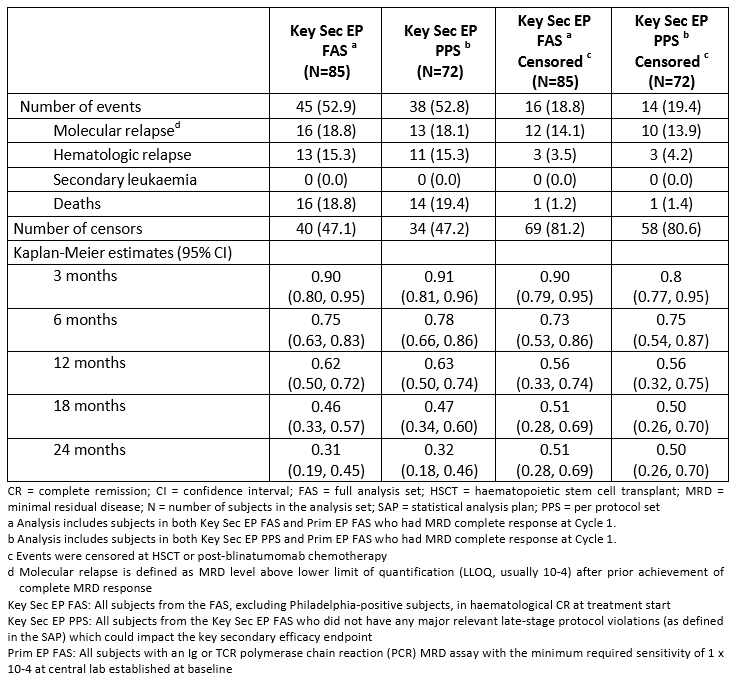 Key Sec EP Key Sec EP Key Sec EP Key Sec EP
FAS a PPS b FAS a PPS b
(N=85) (N=72) Censored c Censored c
(N=85) (N=72)
Number of events 45 (52.9) 38 (52.8) 16 (18.8) 14 (19.4)
Molecular relapsed 16 (18.8) 13 (18.1) 12 (14.1) 10 (13.9)
Hematologic relapse 13 (15.3) 11 (15.3) 3 (3.5) 3 (4.2)
Secondary leukaemia 0 (0.0) 0 (0.0) 0 (0.0) 0 (0.0)
Deaths 16 (18.8) 14 (19.4) 1 (1.2) 1 (1.4)
Number of censors 40 (47.1) 34 (47.2) 69 (81.2) 58 (80.6)
Kaplan-Meier estimates (95% CI)
3 months 0.90 0.91 0.90 0.8
(0.80, 0.95) (0.81, 0.96) (0.79, 0.95) (0.77, 0.95)
6 months 0.75 0.78 0.73 0.75
(0.63, 0.83) (0.66, 0.86) (0.53, 0.86) (0.54, 0.87)
12 months 0.62 0.63 0.56 0.56
(0.50, 0.72) (0.50, 0.74) (0.33, 0.74) (0.32, 0.75)
18 months 0.46 0.47 0.51 0.50
(0.33, 0.57) (0.34, 0.60) (0.28, 0.69) (0.26, 0.70)
24 months 0.31 0.32 0.51 0.50
(0.19, 0.45) (0.18, 0.46) (0.28, 0.69) (0.26, 0.70)
CR = complete remission; CI = confidence interval; FAS = full analysis set; HSCT = haematopoietic stem cell transplant; MRD =
minimal residual disease; N = number of subjects in the analysis set; SAP = statistical analysis plan; PPS = per protocol set
a Analysis includes subjects in both Key Sec EP FAS and Prim EP FAS who had MRD complete response at Cycle 1.
b Analysis includes subjects in both Key Sec EP PPS and Prim EP FAS who had MRD complete response at Cycle 1.
c Events were censored at HSCT or post-blinatumomab chemotherapy
d Molecular relapse is defined as MRD level above lower limit of quantification (LLOQ, usually 10-4) after prior achievement of
complete MRD response
Key Sec EP FAS: All subjects from the FAS, excluding Philadelphia-positive subjects, in haematological CR at treatment start
Key Sec EP PPS: All subjects from the Key Sec EP FAS who did not have any major relevant late-stage protocol violations (as defined
in the SAP) which could impact the key secondary efficacy endpoint
Prim EP FAS: All subjects with an Ig or TCR polymerase chain reaction (PCR) MRD assay with the minimum required sensitivity of 1 x
10-4 at central lab established at baseline